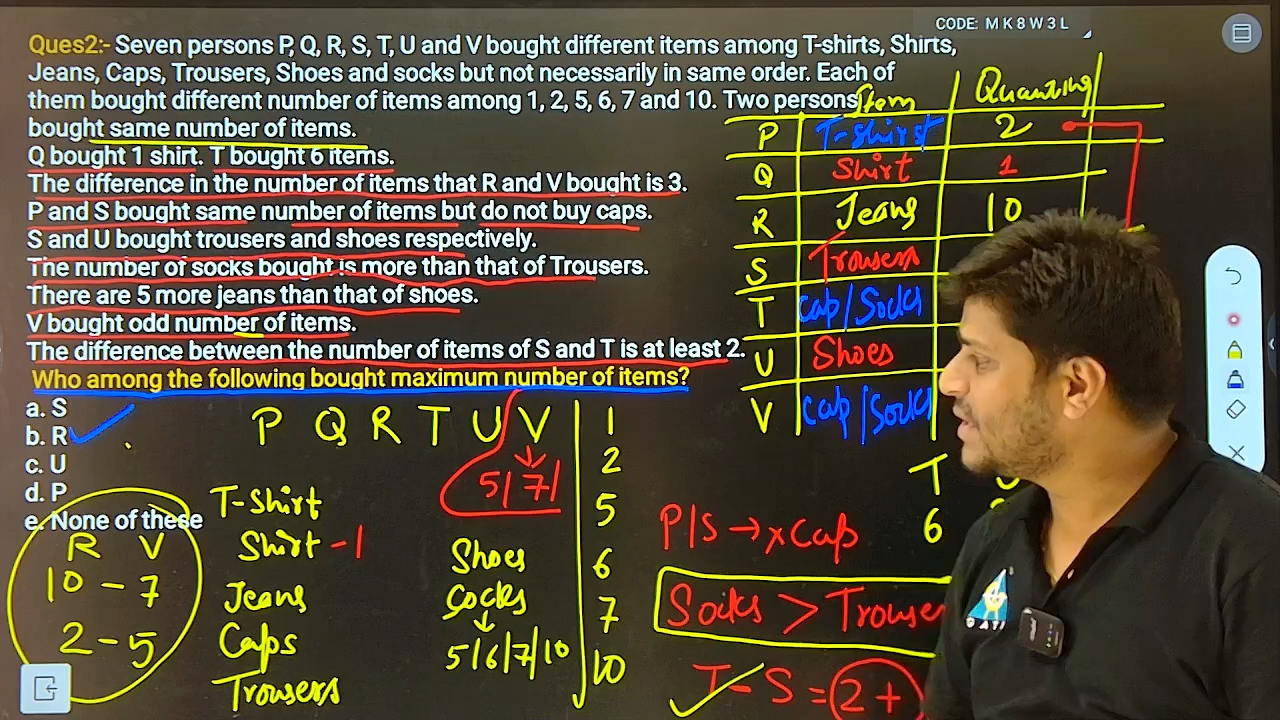 CODE: M K 8 W 3 L
Ques2:- Seven persons P, Q, R, S, T, U and V bought different items among T-shirts, Shirts,
Jeans, Caps, Trousers, Shoes and socks but not necessarily in same order. Each of
them bought different number of items among 1, 2, 5, 6, 7 and 10. Two persons
bought same number of items.
Q bought 1 shirt. T bought 6 items.
The difference in the number of items that R and V bought is 3.
P and S bought same number of items but do not buy caps.
S and U bought trousers and shoes respectively.
The number of socks bought is more than that of Trousers.
There are 5 more jeans than that of shoes.
V bought odd number of items.
The difference between the number of items of S and T is at least 2.
Who among the following bought maximum number of items?
a. S
b. R
c. U
d. P
e. None of these
Item Quantity
P T-Shirt 2
Q Shirt 1
R Jeans 10
S Trousers
T Cap/Socks
U Shoes
V Cap/Socks
P Q R T U V
5/7/
1
2
5
6
7
10
T-Shirt
Shirt - 1
Jeans
Caps
Trousers
Shoes
Socks
5/6/7/10
R V
10 - 7
2 - 5
T
6
P/S → x Cap
Socks >
T - S = 2+
GATI